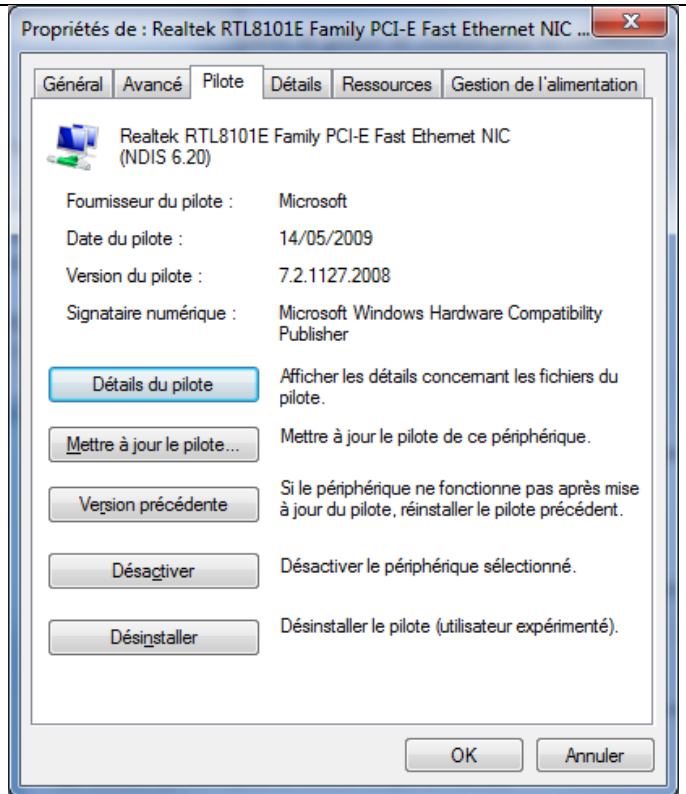 Propriétés de : Realtek RTL8101E Family PCI-E Fast Ethernet NIC ...
Général Avancé Pilote Détails Ressources Gestion de l'alimentation
Realtek RTL8101E Family PCI-E Fast Ethernet NIC
(NDIS 6.20)
Fournisseur du pilote : Microsoft
Date du pilote : 14/05/2009
Version du pilote : 7.2.1127.2008
Signataire numérique : Microsoft Windows Hardware Compatibility
Publisher
Détails du pilote
Afficher les détails concernant les fichiers du
pilote.
Mettre à jour le pilote...
Mettre à jour le pilote de ce périphérique.
Version précédente
Si le périphérique ne fonctionne pas après mise
à jour du pilote, réinstaller le pilote précédent.
Désactiver
Désactiver le périphérique sélectionné.
Désinstaller
Désinstaller le pilote (utilisateur expérimenté).
OK Annuler